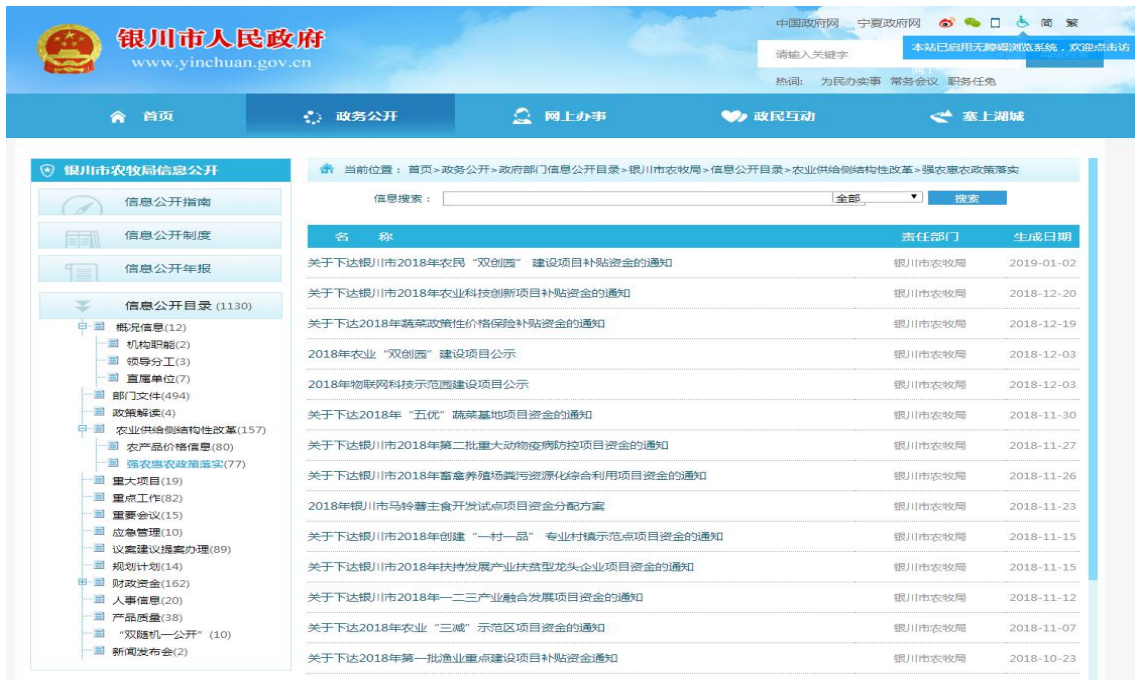 中国政府网 宁夏政府网 简 繁
银川市人民政府
www.yinchuan.gov.cn
请输入关键字
本站已启用无障碍浏览系统，欢迎点击访
热词: 为民办实事 常务会议 职务任免
首页 政务公开 网上办事 政民互动 塞上湖城
银川市农牧局信息公开
信息公开指南
信息公开制度
信息公开年报
信息公开目录 (1130)
概况信息(12)
机构职能(2)
领导分工(3)
直属单位(7)
部门文件(494)
政策解读(4)
农业供给侧结构性改革(157)
农产品价格信息(80)
强农惠农政策落实(77)
重大项目(19)
重点工作(82)
重要会议(15)
应急管理(10)
议案建议提案办理(89)
规划计划(14)
财政资金(162)
人事信息(20)
产品质量(38)
“双随机一公开” (10)
新闻发布会(2)
当前位置： 首页>政务公开>政府部门信息公开目录>银川市农牧局>信息公开目录>农业供给侧结构性改革>强农惠农政策落实
信息搜索： 全部 搜索
名 称 责任部门 生成日期
关于下达银川市2018年农民“双创园” 建设项目补贴资金的通知 银川市农牧局 2019-01-02
关于下达银川市2018年农业科技创新项目补贴资金的通知 银川市农牧局 2018-12-20
关于下达2018年蔬菜政策性价格保险补贴资金的通知 银川市农牧局 2018-12-19
2018年农业“双创园”建设项目公示 银川市农牧局 2018-12-03
2018年物联网科技示范园建设项目公示 银川市农牧局 2018-12-03
关于下达2018年“五优”蔬菜基地项目资金的通知 银川市农牧局 2018-11-30
关于下达银川市2018年第二批重大动物疫病防控项目资金的通知 银川市农牧局 2018-11-27
关于下达银川市2018年畜禽养殖场粪污资源化综合利用项目资金的通知 银川市农牧局 2018-11-26
2018年银川市马铃薯主食开发试点项目资金分配方案 银川市农牧局 2018-11-23
关于下达银川市2018年创建“一村一品” 专业村镇示范点项目资金的通知 银川市农牧局 2018-11-15
关于下达银川市2018年扶持发展产业扶贫型龙头企业项目资金的通知 银川市农牧局 2018-11-15
关于下达银川市2018年一二三产业融合发展项目资金的通知 银川市农牧局 2018-11-12
关于下达2018年农业“三减”示范区项目资金的通知 银川市农牧局 2018-11-07
关于下达2018年第一批渔业重点建设项目补贴资金通知 银川市农牧局 2018-10-23